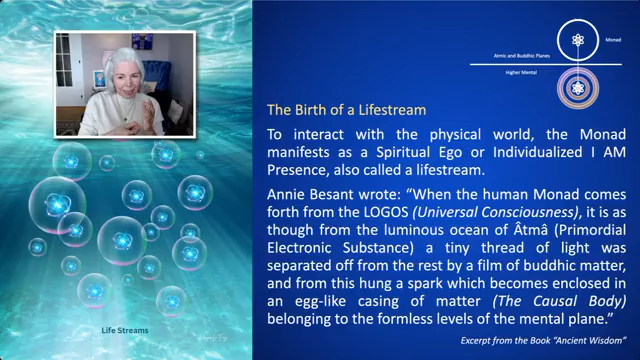 Monad
Atmic and Buddhic Planes
Higher Mental
The Birth of a Lifestream
To interact with the physical world, the Monad
manifests as a Spiritual Ego or Individualized I AM
Presence, also called a lifestream.
Annie Besant wrote: “When the human Monad comes
forth from the LOGOS (Universal Consciousness), it is as
though from the luminous ocean of Âtmâ (Primordial
Electronic Substance) a tiny thread of light was
separated off from the rest by a film of buddhic matter,
and from this hung a spark which becomes enclosed in
an egg-like casing of matter (The Causal Body)
belonging to the formless levels of the mental plane.”
Excerpt from the Book “Ancient Wisdom”
Life Streams